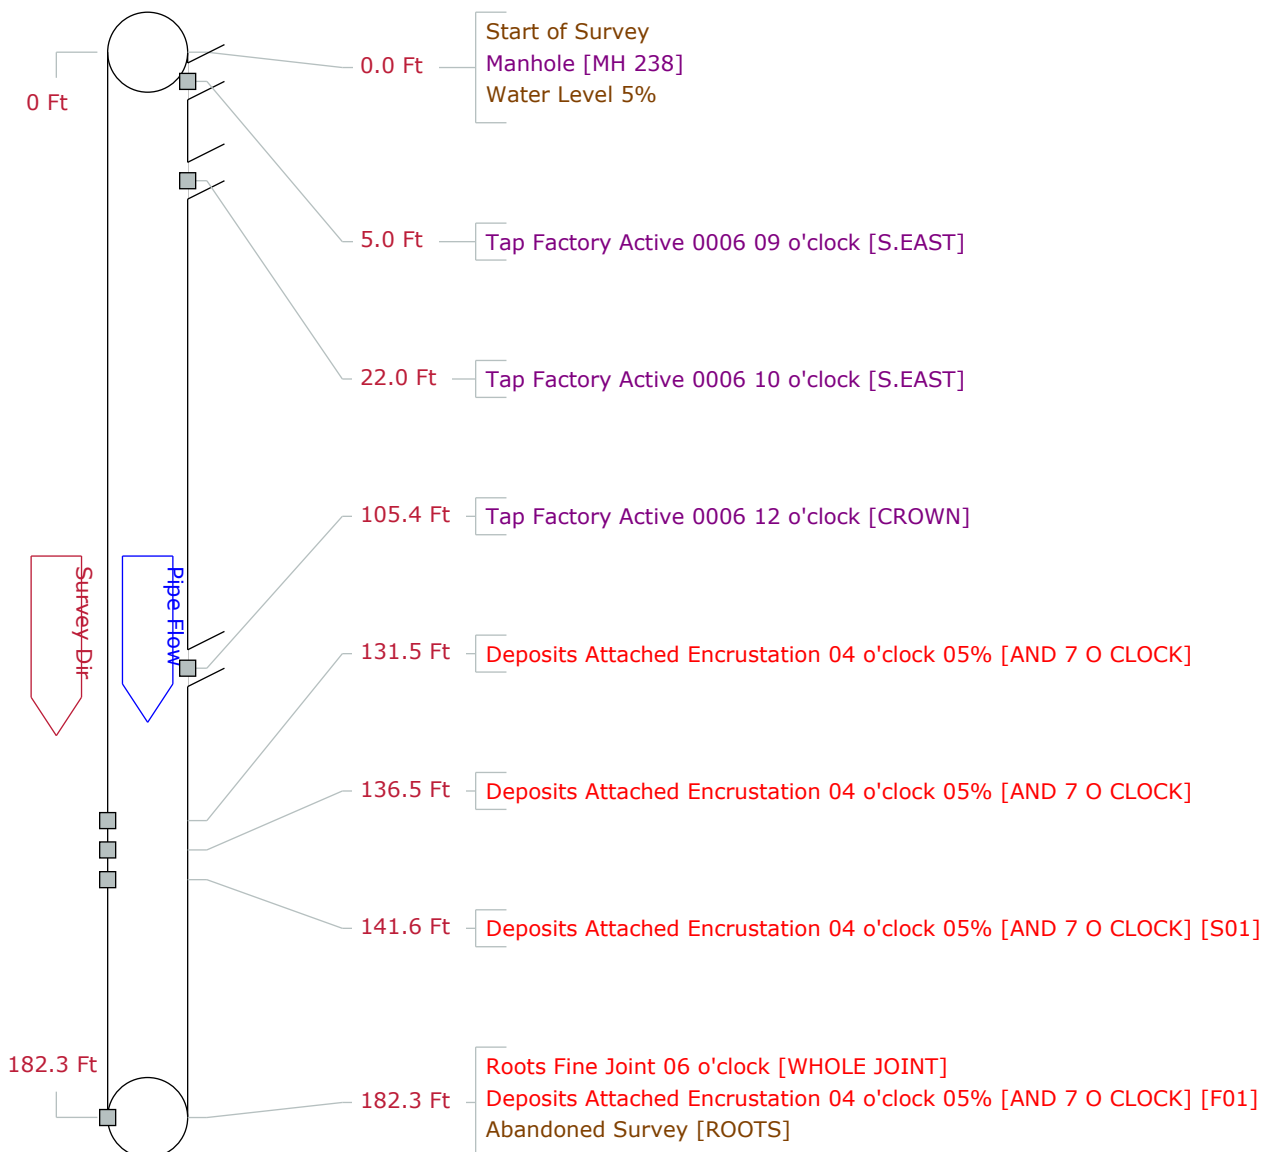 Start of Survey
0.0 Ft
Manhole [MH 238]
Water Level 5%
0 Ft
5.0 Ft
Tap Factory Active 0006 09 o'clock [S.EAST]
22.0 Ft
Tap Factory Active 0006 10 o'clock [S.EAST]
105.4 Ft
Tap Factory Active 0006 12 o'clock [CROWN]
Survey Dir
Pipe Flow
131.5 Ft
Deposits Attached Encrustation 04 o'clock 05% [AND 7 O CLOCK]
136.5 Ft
Deposits Attached Encrustation 04 o'clock 05% [AND 7 O CLOCK]
141.6 Ft
Deposits Attached Encrustation 04 o'clock 05% [AND 7 O CLOCK] [S01]
182.3 Ft
Roots Fine Joint 06 o'clock [WHOLE JOINT]
182.3 Ft
Deposits Attached Encrustation 04 o'clock 05% [AND 7 O CLOCK] [F01]
Abandoned Survey [ROOTS]